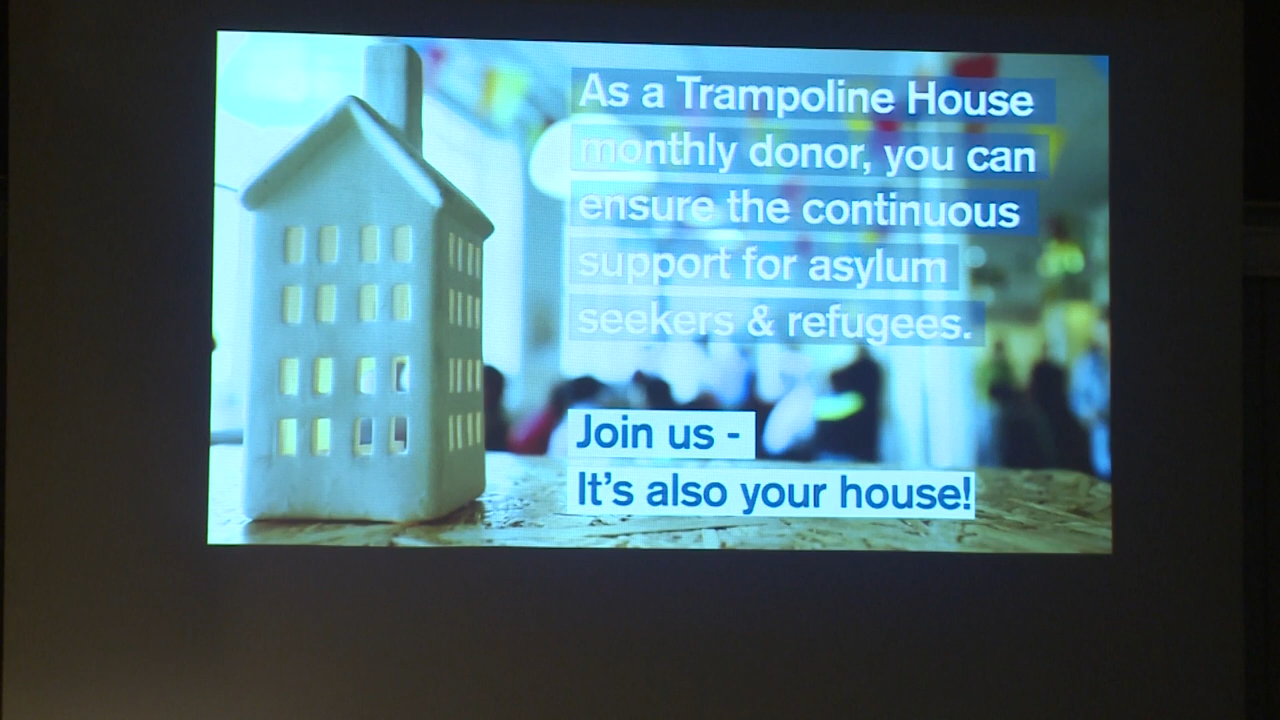 As a Trampoline House
monthly donor, you can
ensure the continuous
support for asylum
seekers & refugees.
Join us -
It's also your house!